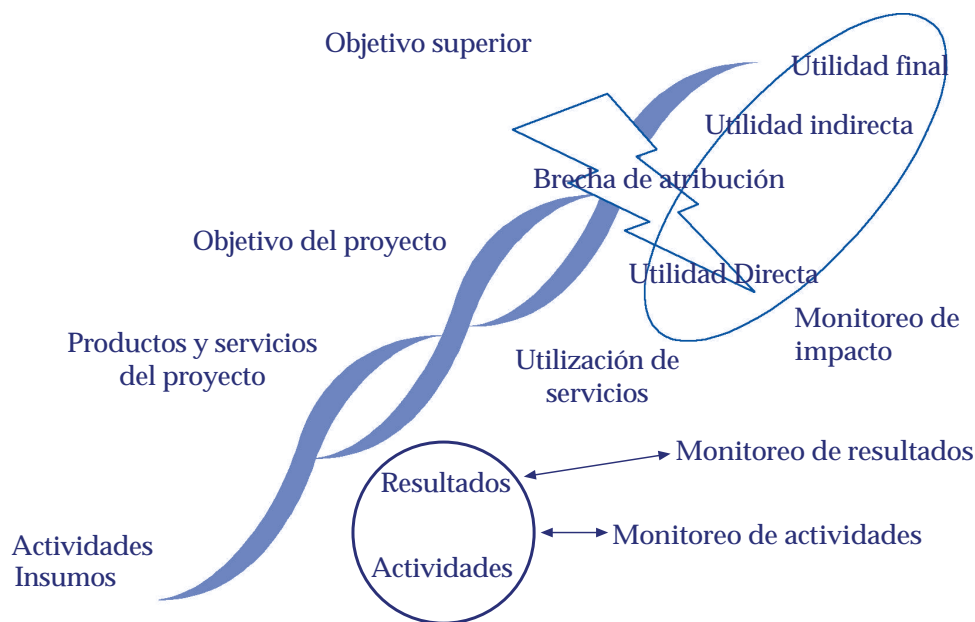 Objetivo superior
Utilidad final
Utilidad indirecta
Brecha de atribución
Objetivo del proyecto
Utilidad Directa
Monitoreo de
impacto
Productos y servicios
del proyecto
Utilización de
servicios
Monitoreo de resultados
Resultados
Monitoreo de actividades
Actividades
Insumos
Actividades